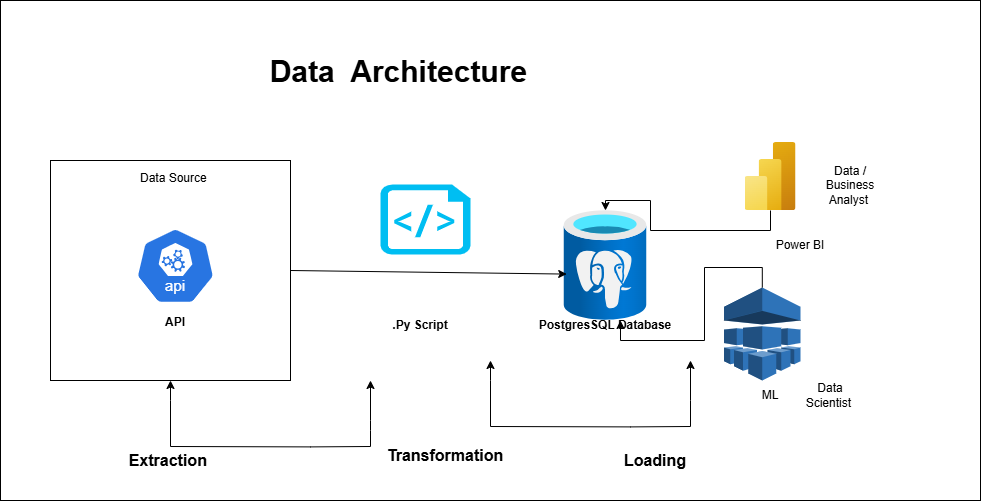 Data Architecture
Data Source
</>
api
API
.Py Script
PostgresSQL Database
Data /
Business
Analyst
Power BI
ML
Data
Scientist
Extraction
Transformation
Loading